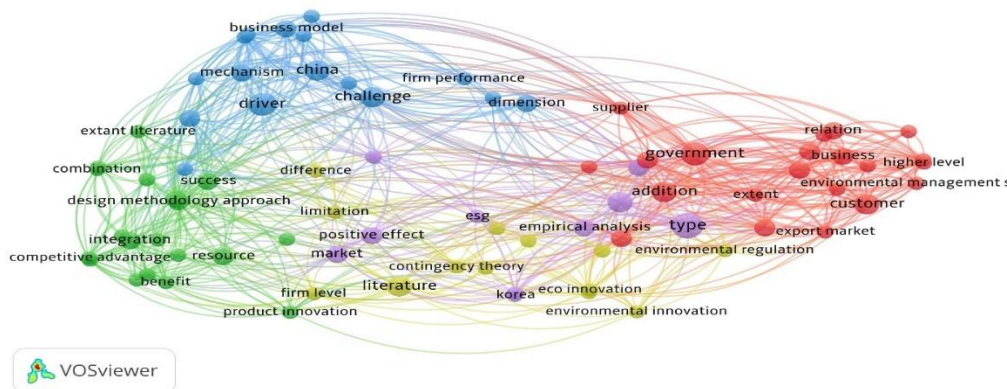 business model
mechanism
china
firm performance
driver
challenge
dimension
supplier
extant literature
relation
combination
difference
government
business
higher level
success
environmental management s
design methodology approach
addition
extent
customer
limitation
esg
integration
positive effect
empirical analysis
type
export market
competitive advantage
resource
market
environmental regulation
benefit
contingency theory
literature
firm level
korea
eco innovation
product innovation
environmental innovation
VOSviewer